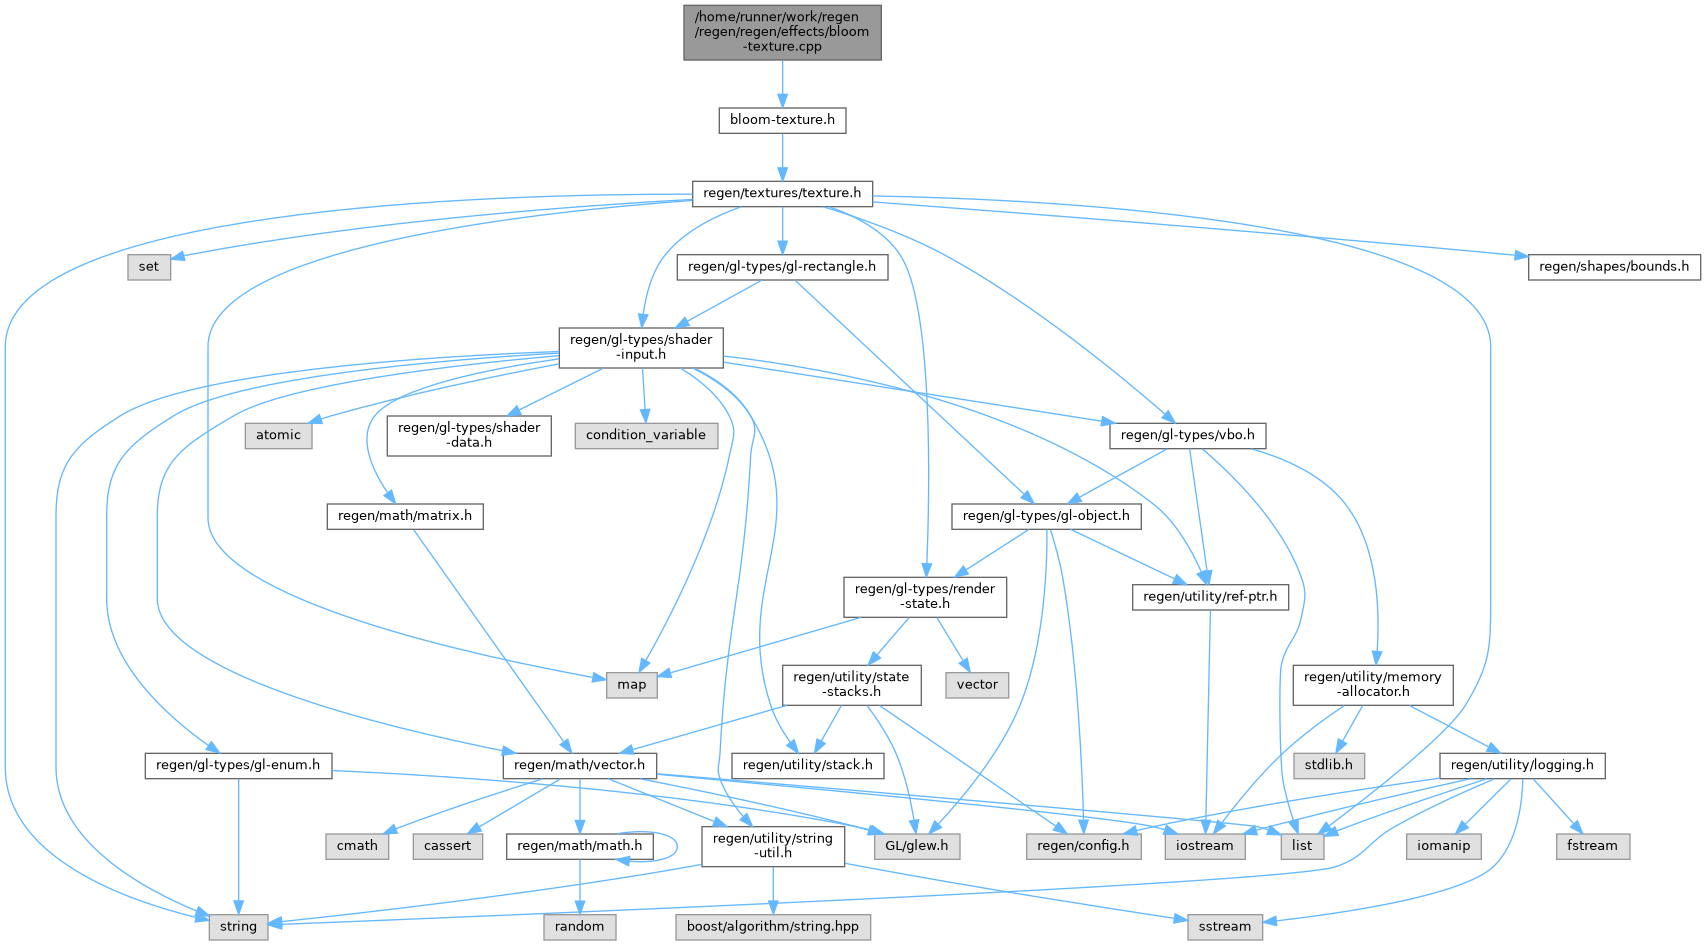 /home/runner/work/regen
/regen/regen/effects/bloom
-texture.cpp
bloom-texture.h
regen/textures/texture.h
set
regen/gl-types/gl-rectangle.h
regen/shapes/bounds.h
regen/gl-types/shader
-input.h
atomic
regen/gl-types/shader
-data.h
condition_variable
regen/gl-types/vbo.h
regen/math/matrix.h
regen/gl-types/gl-object.h
regen/gl-types/render
-state.h
regen/utility/ref-ptr.h
map
regen/utility/state
-stacks.h
vector
regen/utility/memory
-allocator.h
regen/gl-types/gl-enum.h
regen/math/vector.h
regen/utility/stack.h
stdlib.h
regen/utility/logging.h
cmath
cassert
regen/math/math.h
regen/utility/string
-util.h
GL/glew.h
regen/config.h
iostream
list
iomanip
fstream
string
random
boost/algorithm/string.hpp
sstream